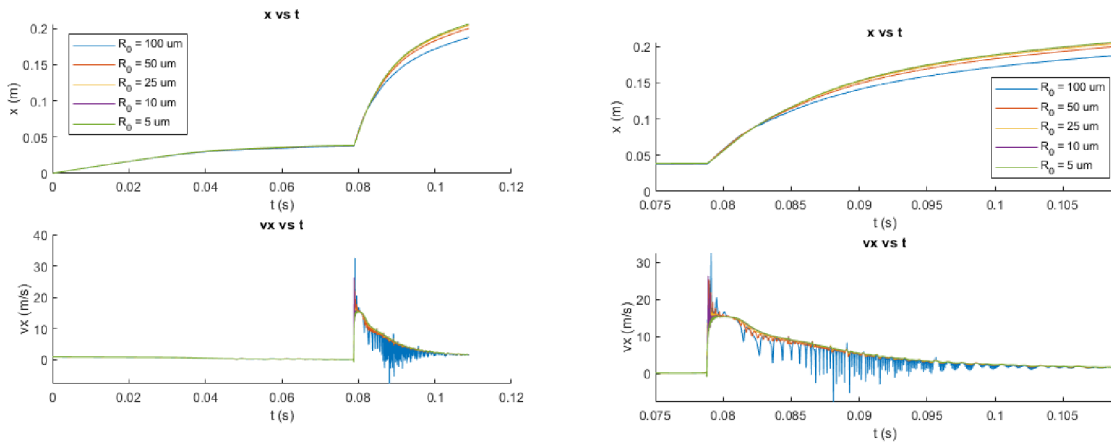 x vs t
0.2
0.15
0.1
0.05
0
x (m)
R0 = 100 um
R0 = 50 um
R0 = 25 um
R0 = 10 um
R0 = 5 um
0 0.02 0.04 0.06 0.08 0.1 0.12
t (s)
vx vs t
40
30
20
10
0
vx (m/s)
0 0.02 0.04 0.06 0.08 0.1 0.12
t (s)
x vs t
0.2
0.15
0.1
0.05
0
x (m)
R0 = 100 um
R0 = 50 um
R0 = 25 um
R0 = 10 um
R0 = 5 um
0.075 0.08 0.085 0.09 0.095 0.1 0.105
t (s)
vx vs t
30
20
10
0
vx (m/s)
0.075 0.08 0.085 0.09 0.095 0.1 0.105
t (s)